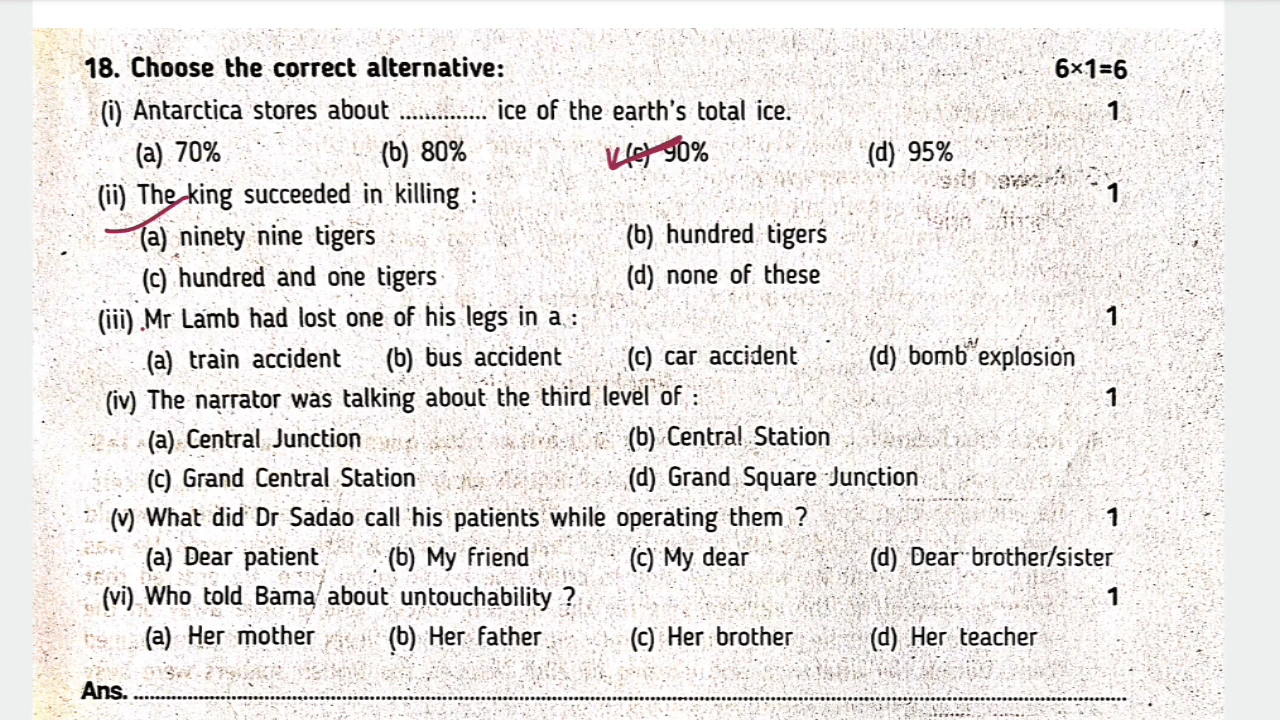 18. Choose the correct alternative: 6×1=6
(i) Antarctica stores about .............. ice of the earth's total ice. 1
(a) 70% (b) 80% (c) 90% (d) 95%
(ii) The king succeeded in killing : 1
(a) ninety nine tigers (b) hundred tigers
(c) hundred and one tigers (d) none of these
(iii) Mr Lamb had lost one of his legs in a : 1
(a) train accident (b) bus accident (c) car accident (d) bomb explosion
(iv) The narrator was talking about the third level of : 1
(a) Central Junction (b) Central Station
(c) Grand Central Station (d) Grand Square Junction
(v) What did Dr Sadao call his patients while operating them ? 1
(a) Dear patient (b) My friend (c) My dear (d) Dear brother/sister
(vi) Who told Bama about untouchability ? 1
(a) Her mother (b) Her father (c) Her brother (d) Her teacher
Ans. ..............................................................................